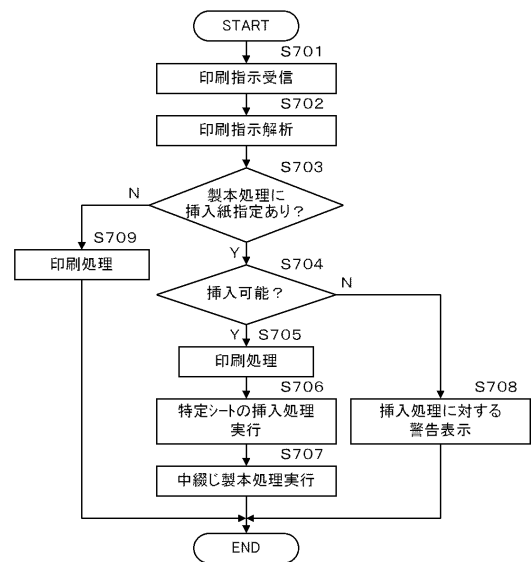 START
S701
印刷指示受信
S702
印刷指示解析
S703
製本処理に
挿入紙指定あり？
N
Y
S709
印刷処理
S704
挿入可能？
N
Y
S705
印刷処理
S706
特定シートの挿入処理
実行
S708
挿入処理に対する
警告表示
S707
中綴じ製本処理実行
END